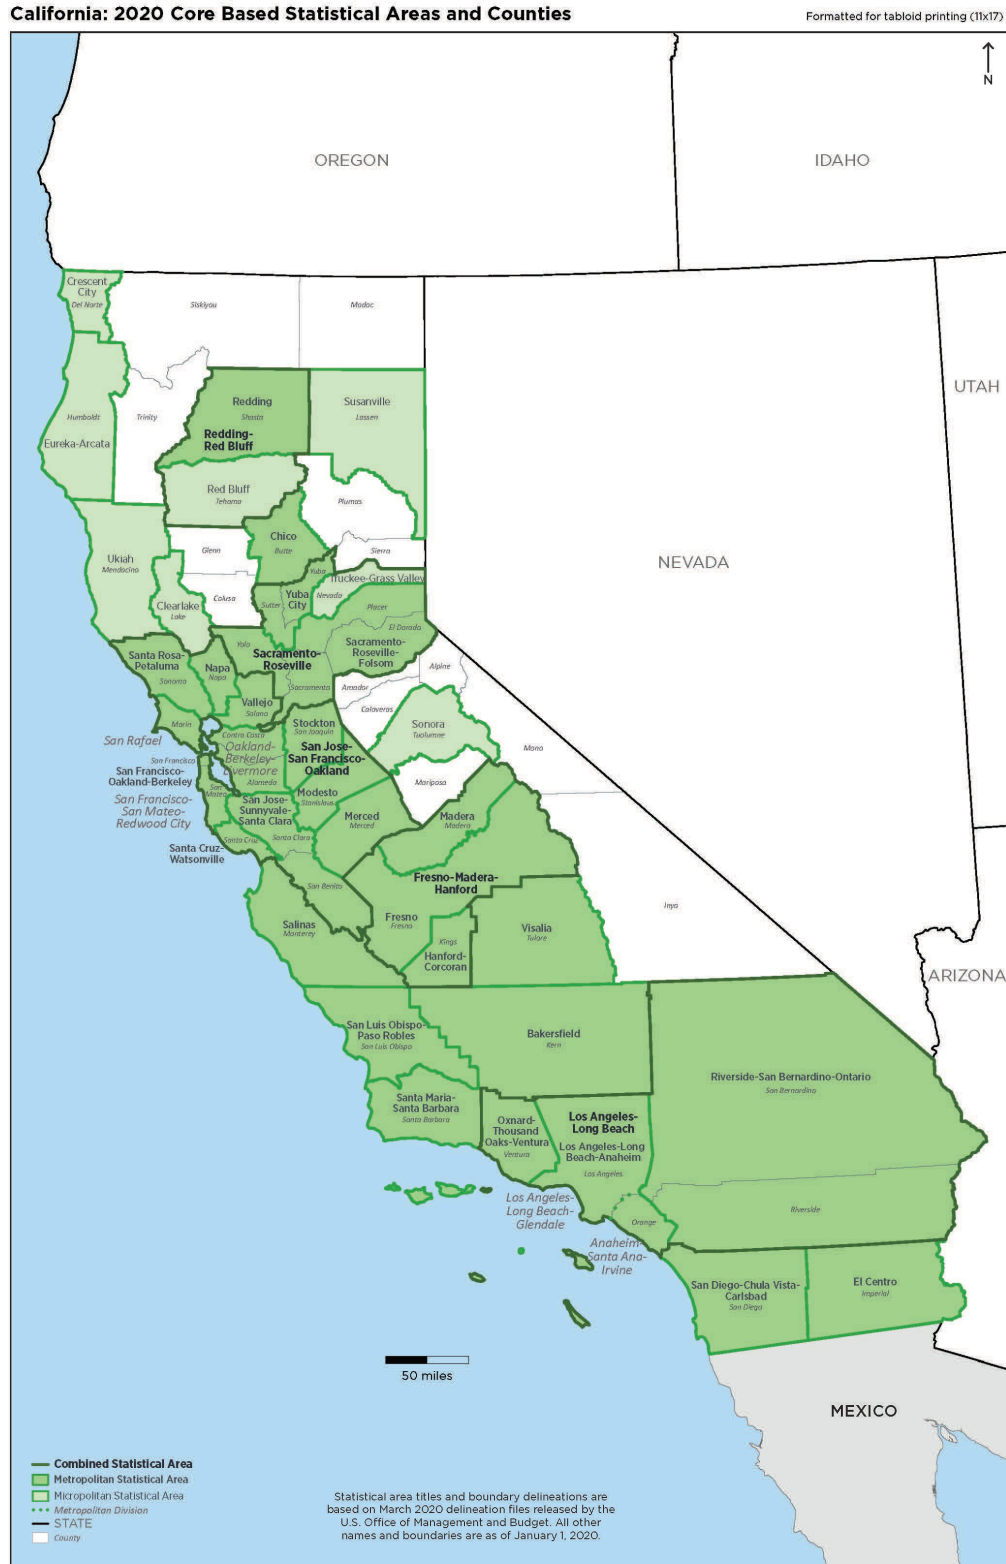 California: 2020 Core Based Statistical Areas and Counties
Formatted for tabloid printing (11x17)
N
OREGON
IDAHO
Crescent
City
Del Norte
Siskiyou
Modoc
UTAH
Redding
Shasta
Susanville
Lassen
Humboldt
Trinity
Eureka-Arcata
Redding-
Red Bluff
Red Bluff
Tehama
Plumas
Chico
Butte
Glenn
Sierra
Ukiah
Mendocino
NEVADA
Yuba
Truckee-Grass Valley
Nevada
Colusa
Clearlake
Lake
Sutter
Yuba
City
Placer
El Dorado
Yolo
Sacramento-
Roseville
Sacramento-
Roseville-
Folsom
Santa Rosa-
Petaluma
Sonoma
Napa
Napa
Alpine
Sacramento
Amador
Vallejo
Solano
Calaveras
Marin
Stockton
San Joaquin
Sonora
Tuolumne
San Rafael
Contra Costa
Oakland-
Berkeley-
Livermore
Alameda
San Jose-
San Francisco-
Oakland
Mono
San Francisco
San Francisco-
Oakland-Berkeley
Mariposa
San
Mateo
Modesto
Stanislaus
San Francisco-
San Mateo-
Redwood City
San Jose-
Sunnyvale-
Santa Clara
Merced
Merced
Madera
Madera
Santa Cruz
Santa Clara
Santa Cruz-
Watsonville
Fresno-Madera-
Hanford
San Benito
Inyo
Salinas
Monterey
Fresno
Fresno
Visalia
Tulare
Kings
Hanford-
Corcoran
ARIZONA
San Luis Obispo-
Paso Robles
San Luis Obispo
Bakersfield
Kern
Riverside-San Bernardino-Ontario
San Bernardino
Santa Maria-
Santa Barbara
Santa Barbara
Oxnard-
Thousand
Oaks-Ventura
Ventura
Los Angeles-
Long Beach
Los Angeles-Long
Beach-Anaheim
Los Angeles
Los Angeles-
Long Beach-
Glendale
Orange
Riverside
Anaheim-
Santa Ana-
Irvine
San Diego-Chula Vista-
Carlsbad
San Diego
El Centro
Imperial
50 miles
MEXICO
Combined Statistical Area
Metropolitan Statistical Area
Micropolitan Statistical Area
Metropolitan Division
STATE
County
Statistical area titles and boundary delineations are
based on March 2020 delineation files released by the
U.S. Office of Management and Budget. All other
names and boundaries are as of January 1, 2020.